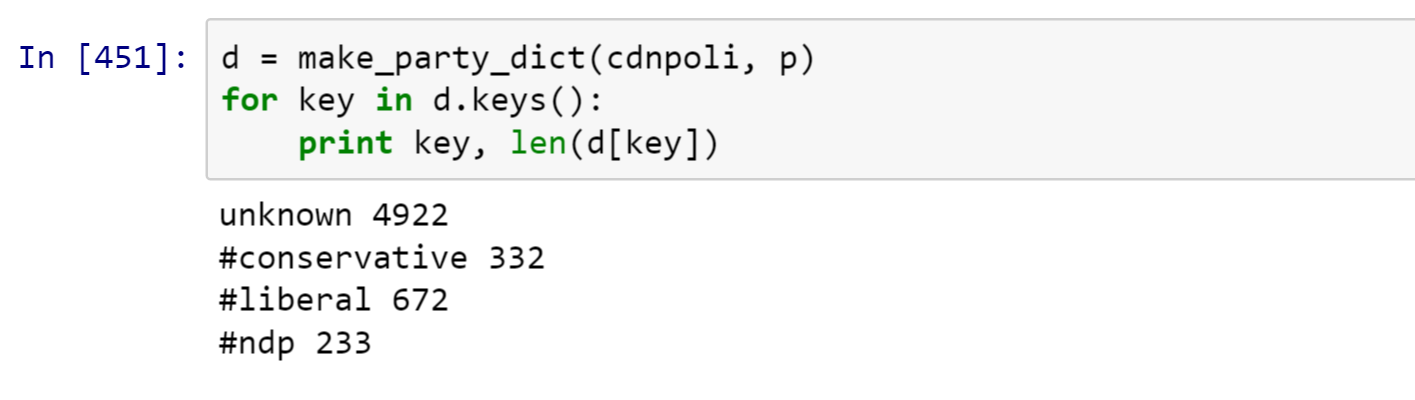 In [451]: d = make_party_dict(cdnpoli, p)
for key in d.keys():
    print key, len(d[key])
unknown 4922
#conservative 332
#liberal 672
#ndp 233